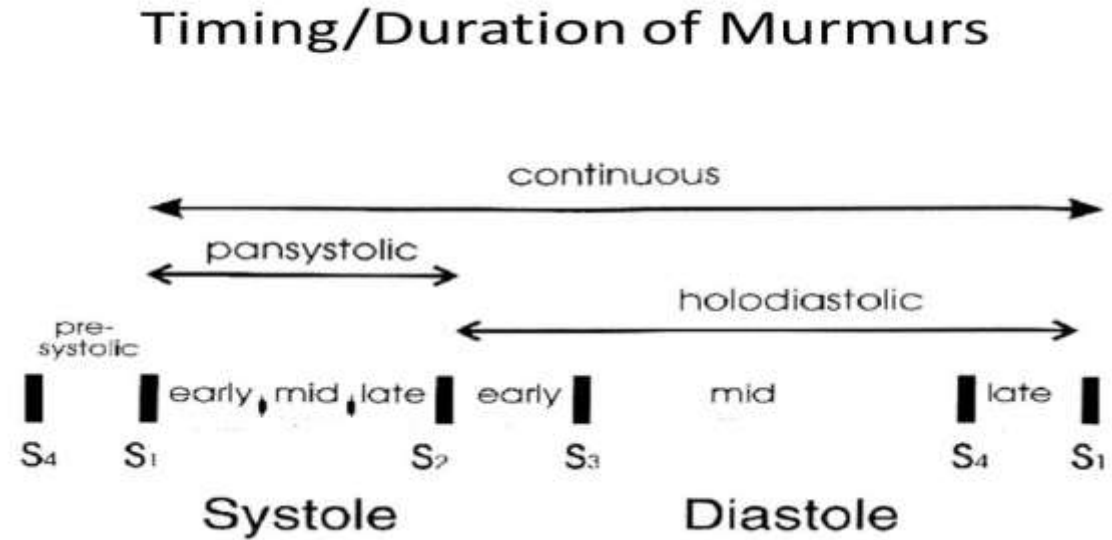 Timing/Duration of Murmurs
continuous
pansystolic
holodiastolic
pre-
systolic
early mid late early mid late
S4 S1 S2 S3 S4 S1
Systole Diastole